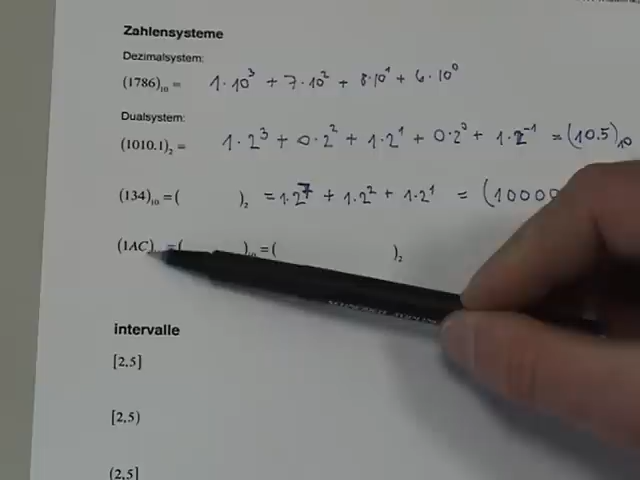 Zahlensysteme
Dezimalsystem:
(1786)₁₀ = 1·10³ + 7·10² + 8·10¹ + 6·10⁰
Dualsystem:
(1010.1)₂ = 1·2³ + 0·2² + 1·2¹ + 0·2⁰ + 1·2⁻¹ = (10.5)₁₀
(134)₁₀ = ( )₂ = 1·2⁷ + 1·2² + 1·2¹ = (10000
(1AC) =( )₁₀ = ( )₂
intervalle
[2,5]
[2,5)
(2,5]